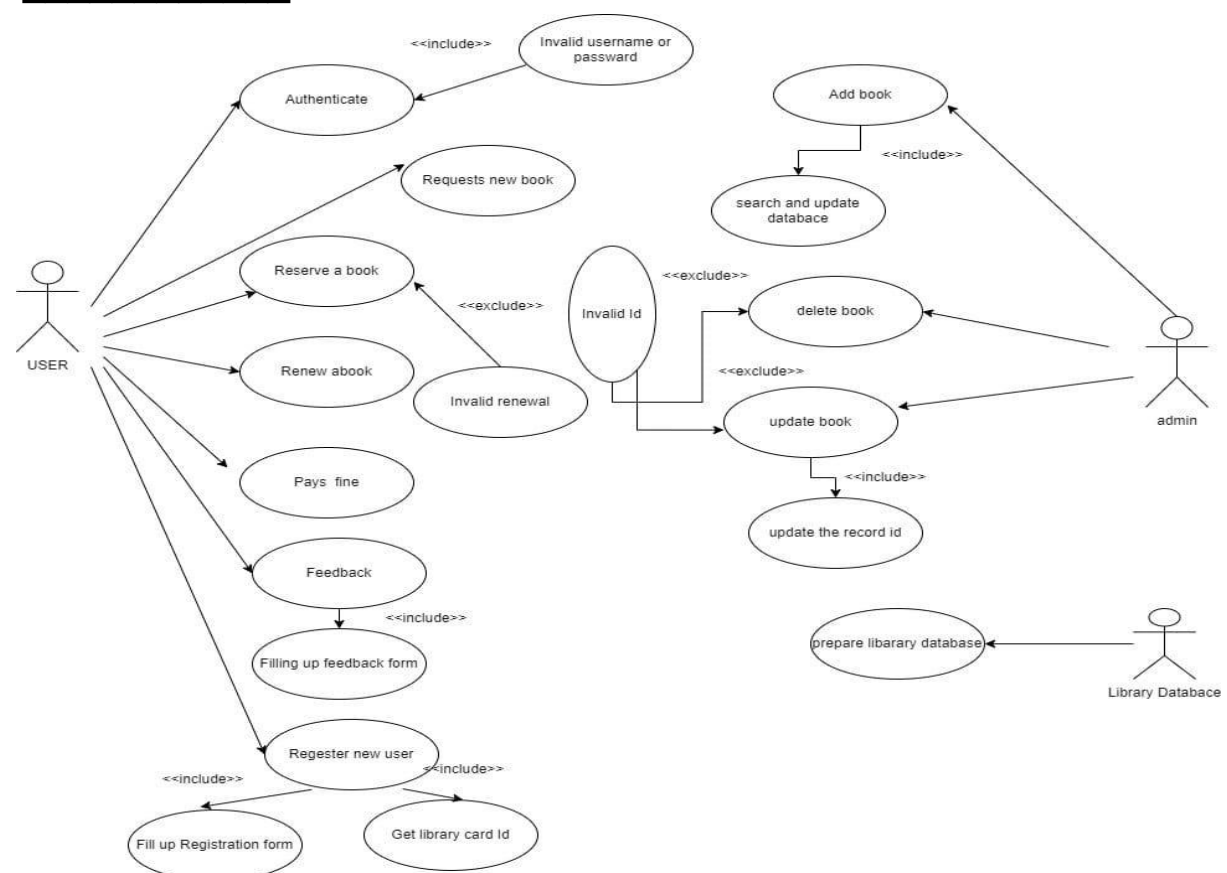 <<include>>
Invalid username or
passward
Authenticate
Add book
<<include>>
Requests new book
search and update
databace
Reserve a book
<<exclude>>
<<exclude>>
Invalid Id
delete book
USER
Renew abook
<<exclude>>
Invalid renewal
update book
admin
Pays fine
<<include>>
update the record id
Feedback
<<include>>
Filling up feedback form
prepare libarary database
Library Databace
Regester new user
<<include>>
<<include>>
Fill up Registration form
Get library card Id